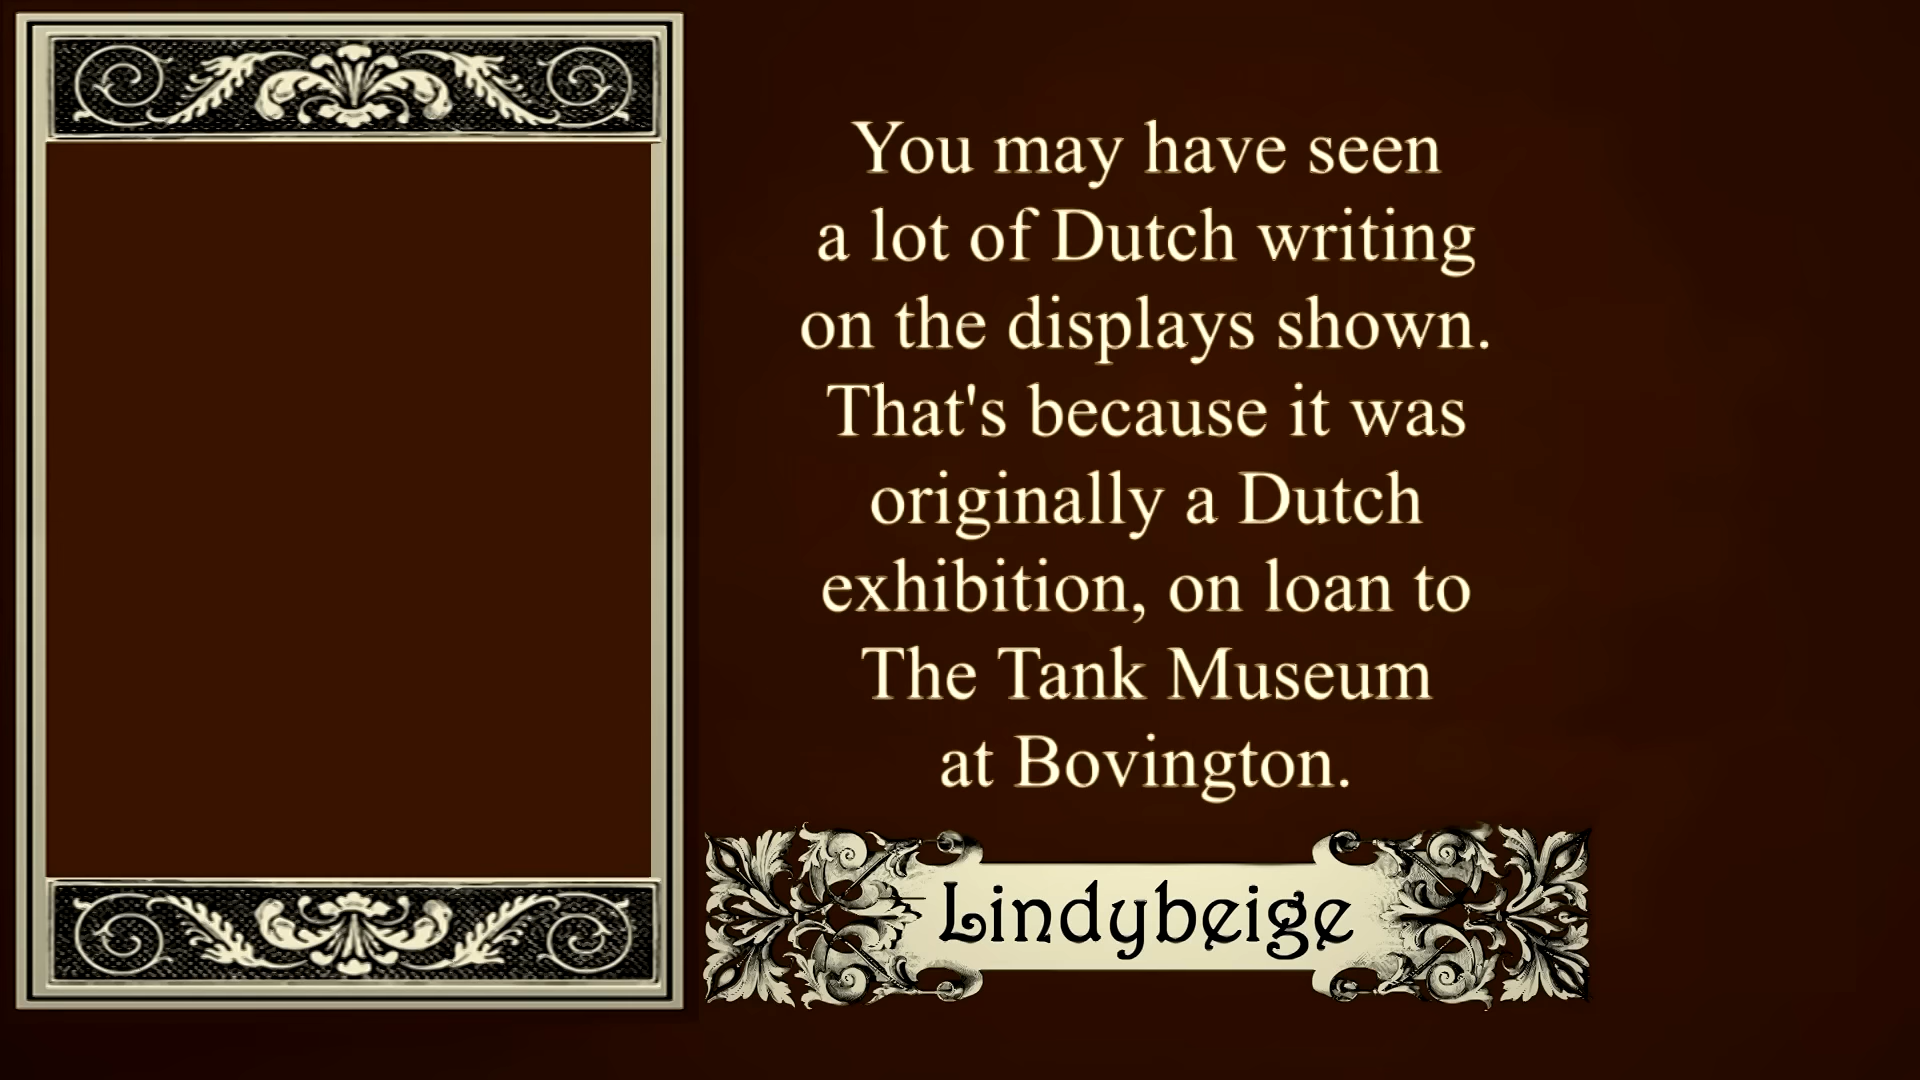 You may have seen
a lot of Dutch writing
on the displays shown.
That's because it was
originally a Dutch
exhibition, on loan to
The Tank Museum
at Bovington.
Lindybeige